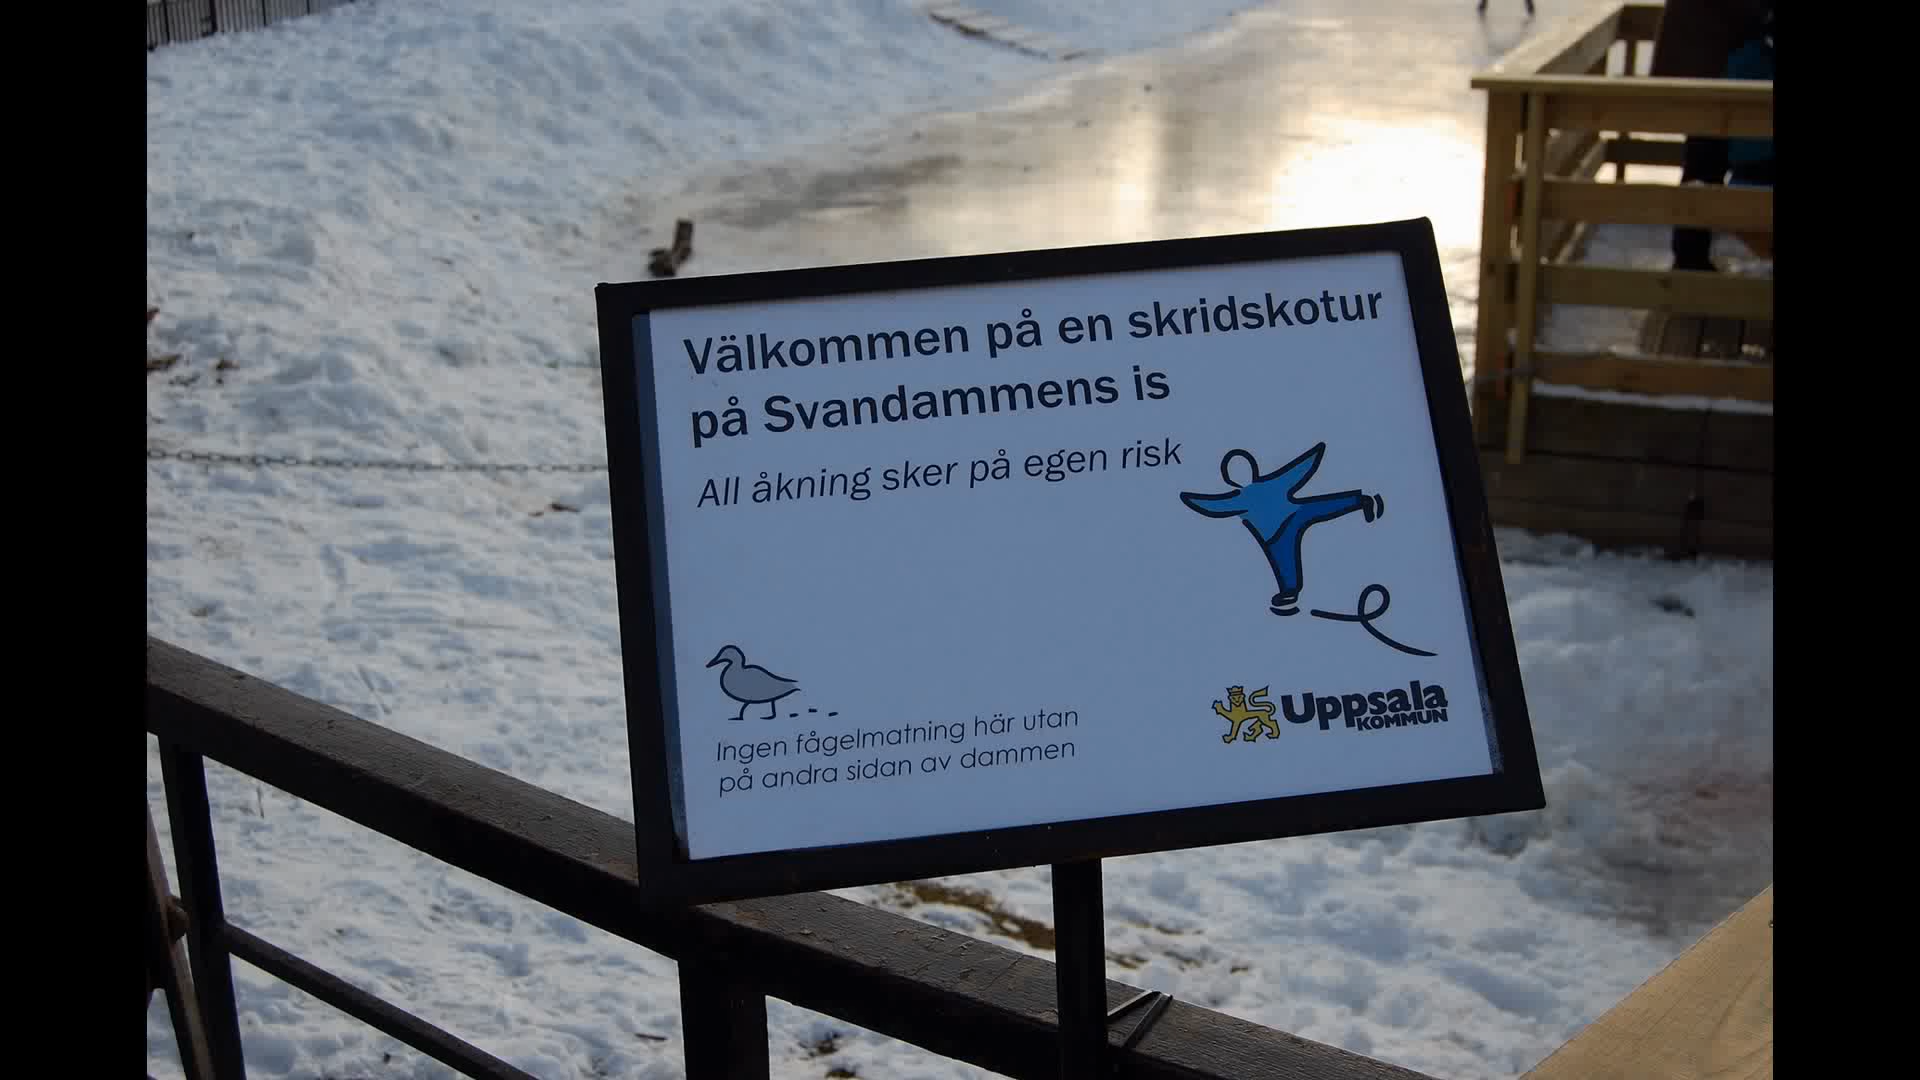 Välkommen på en skridskotur
på Svandammens is
All åkning sker på egen risk
Ingen fågelmatning här utan
på andra sidan av dammen
Uppsala
KOMMUN